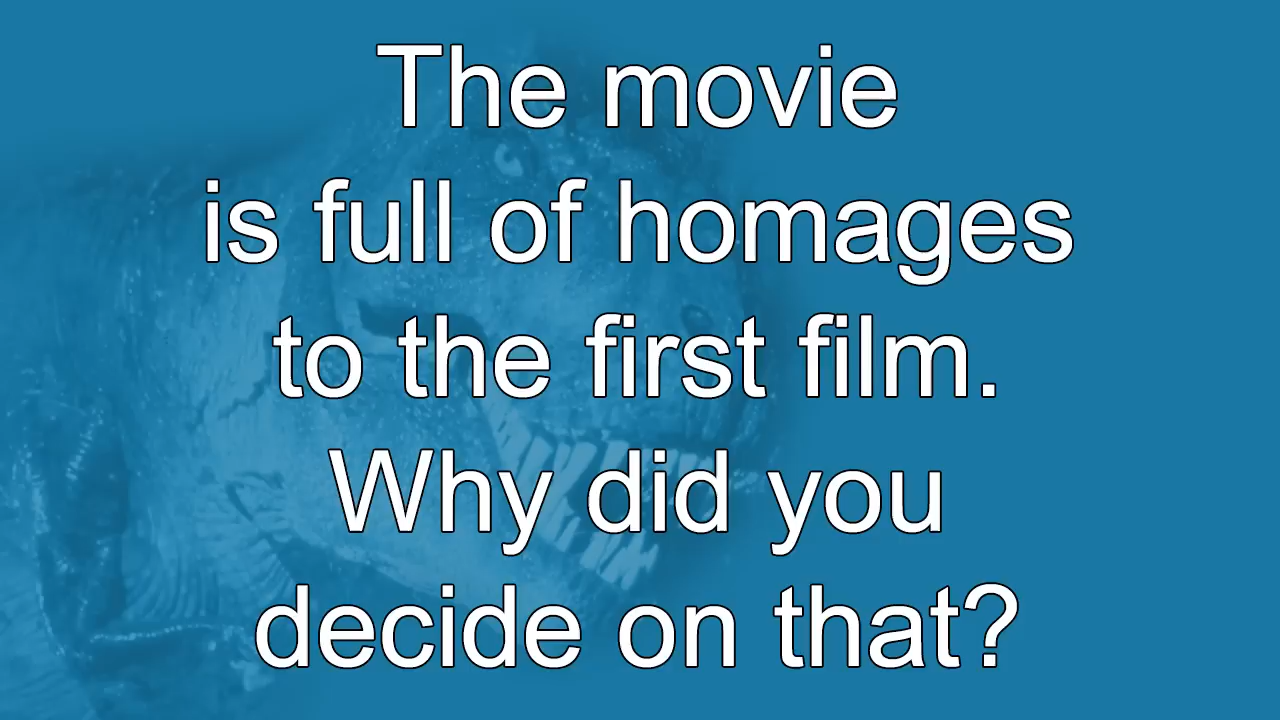 The movie
is full of homages
to the first film.
Why did you
decide on that?